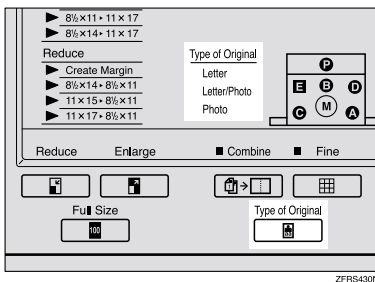 8½×11▸11×17
8½×14▸11×17
Reduce
Create Margin
8½×14▸8½×11
11×15▸8½×11
11×17▸8½×11
Type of Original
Letter
Letter/Photo
Photo
P
E B D
C M A
Reduce Enlarge Combine Fine
Full Size
100
Type of Original
ZFRS430N